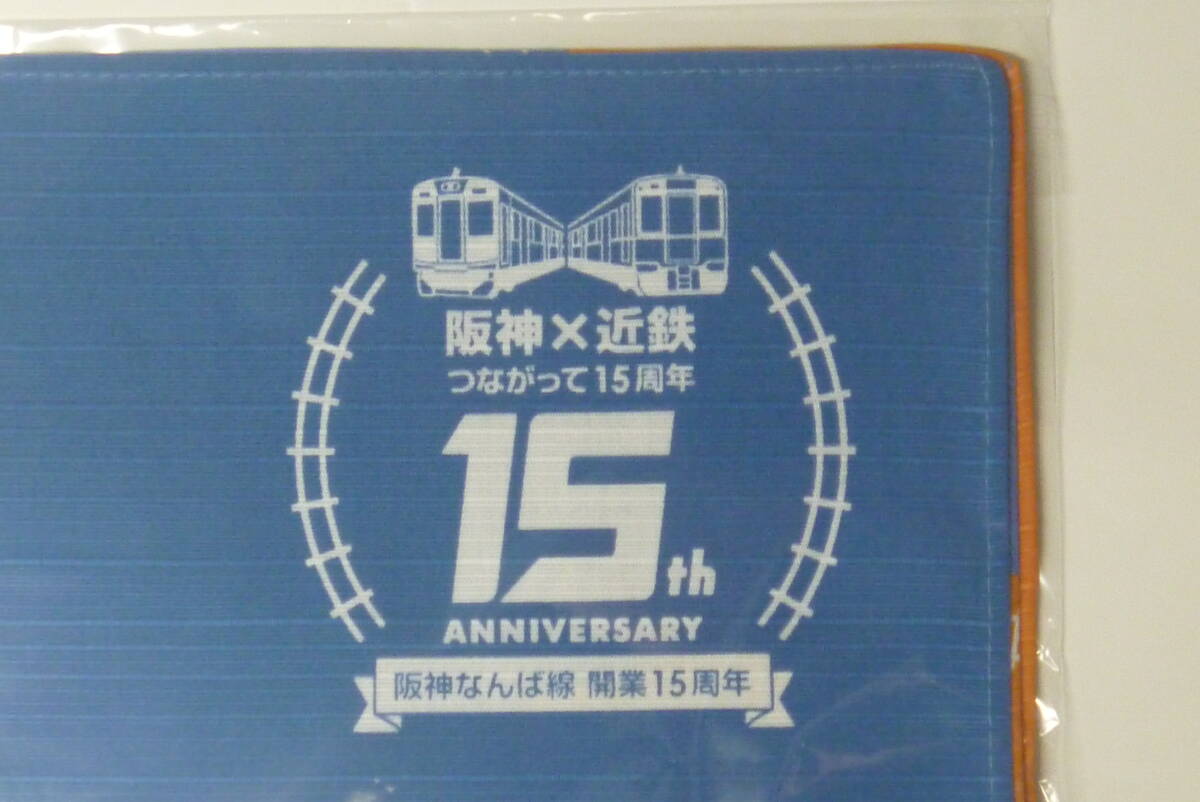 阪神×近鉄
つながって15周年
15th
ANNIVERSARY
阪神なんば線 開業15周年